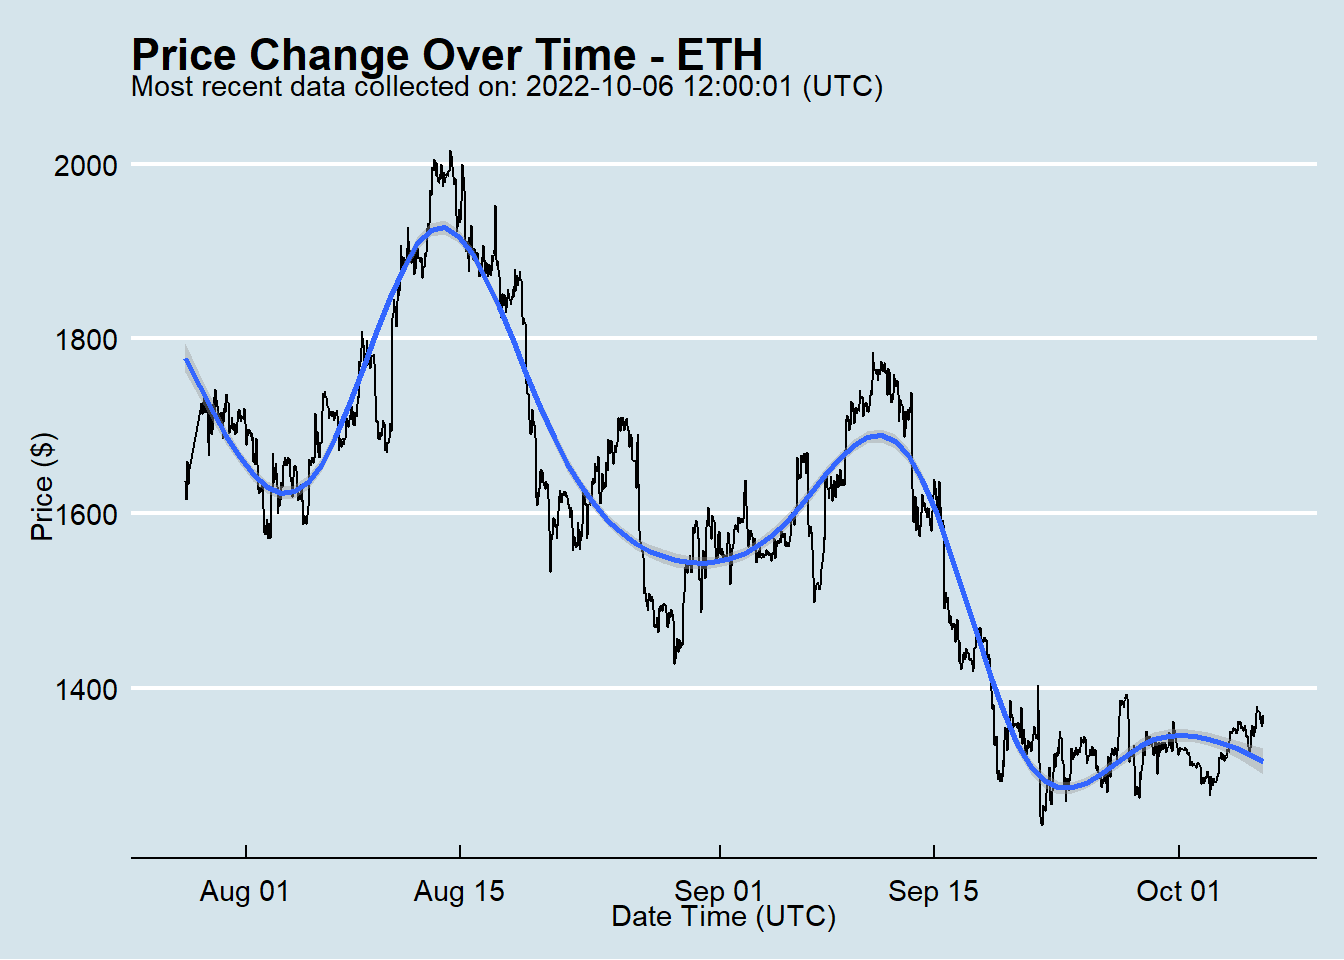 Price Change Over Time - ETH
Most recent data collected on: 2022-10-06 12:00:01 (UTC)
Price ($)
2000
1800
1600
1400
Aug 01
Aug 15
Sep 01
Sep 15
Oct 01
Date Time (UTC)